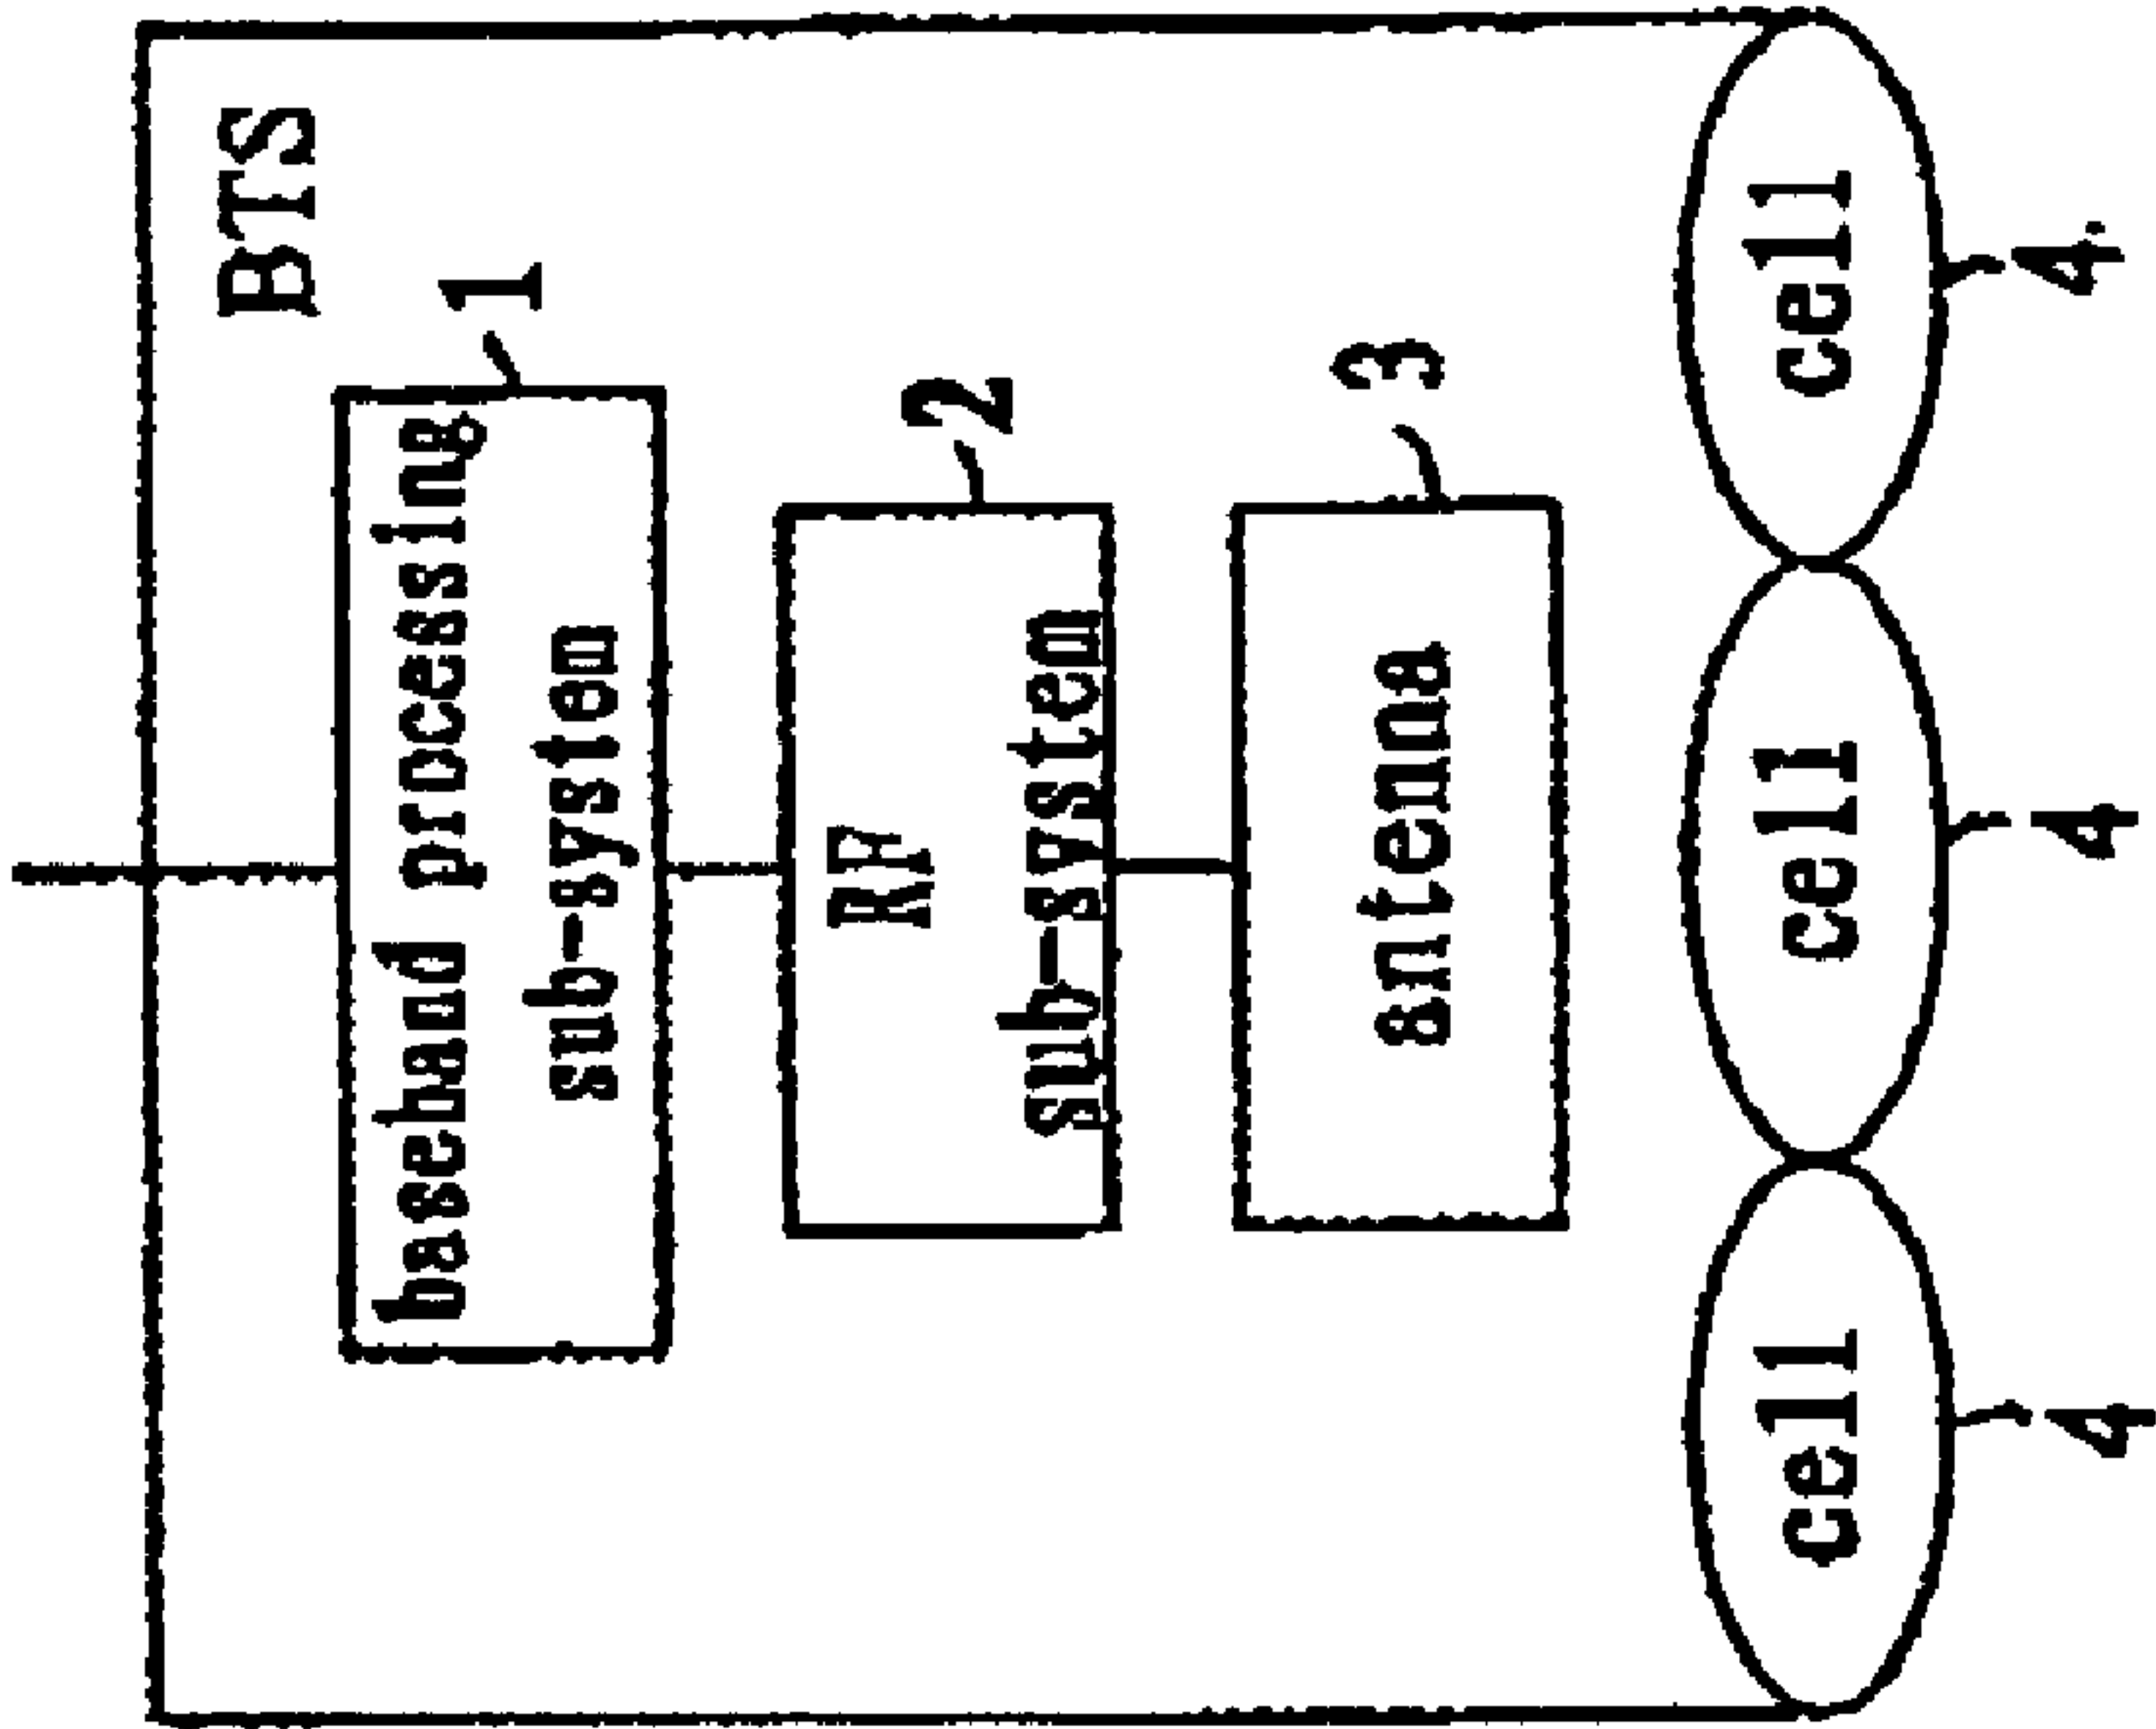 BTS
1
baseband processing
sub-system
2
RF
sub-system
3
antenna
cell
cell
cell
4
4
4